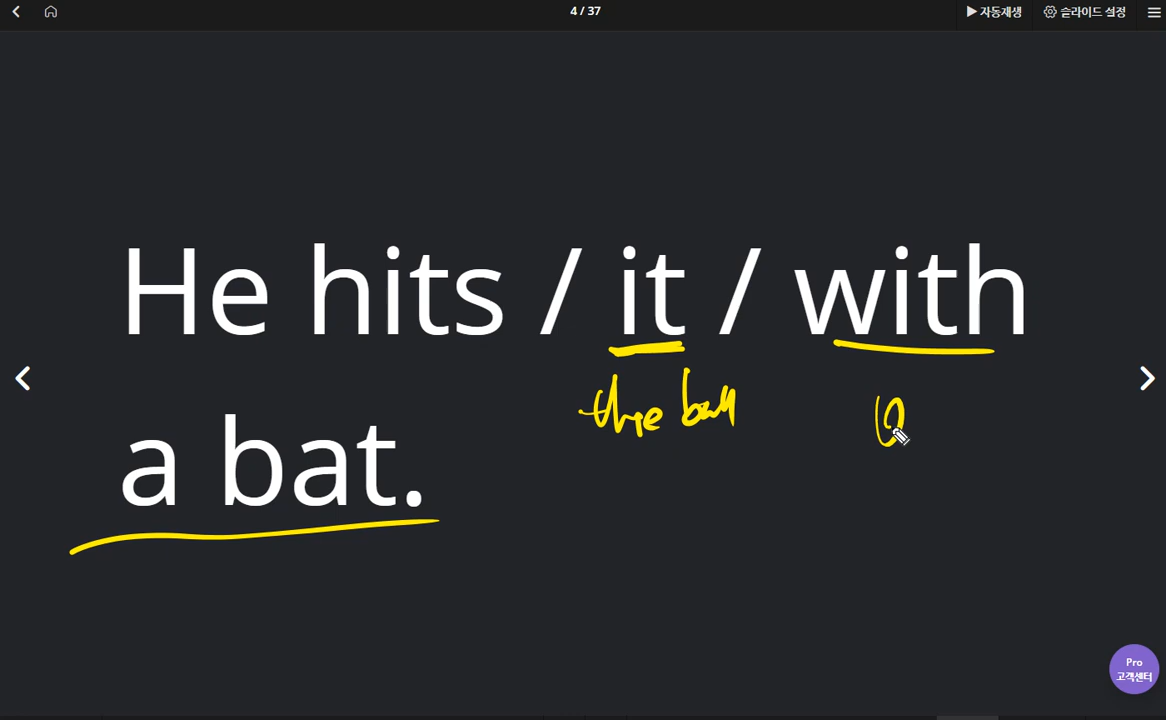 4 / 37
▶ 자동재생
슬라이드 설정
He hits / it / with
the ball
a bat.
Pro
고객센터